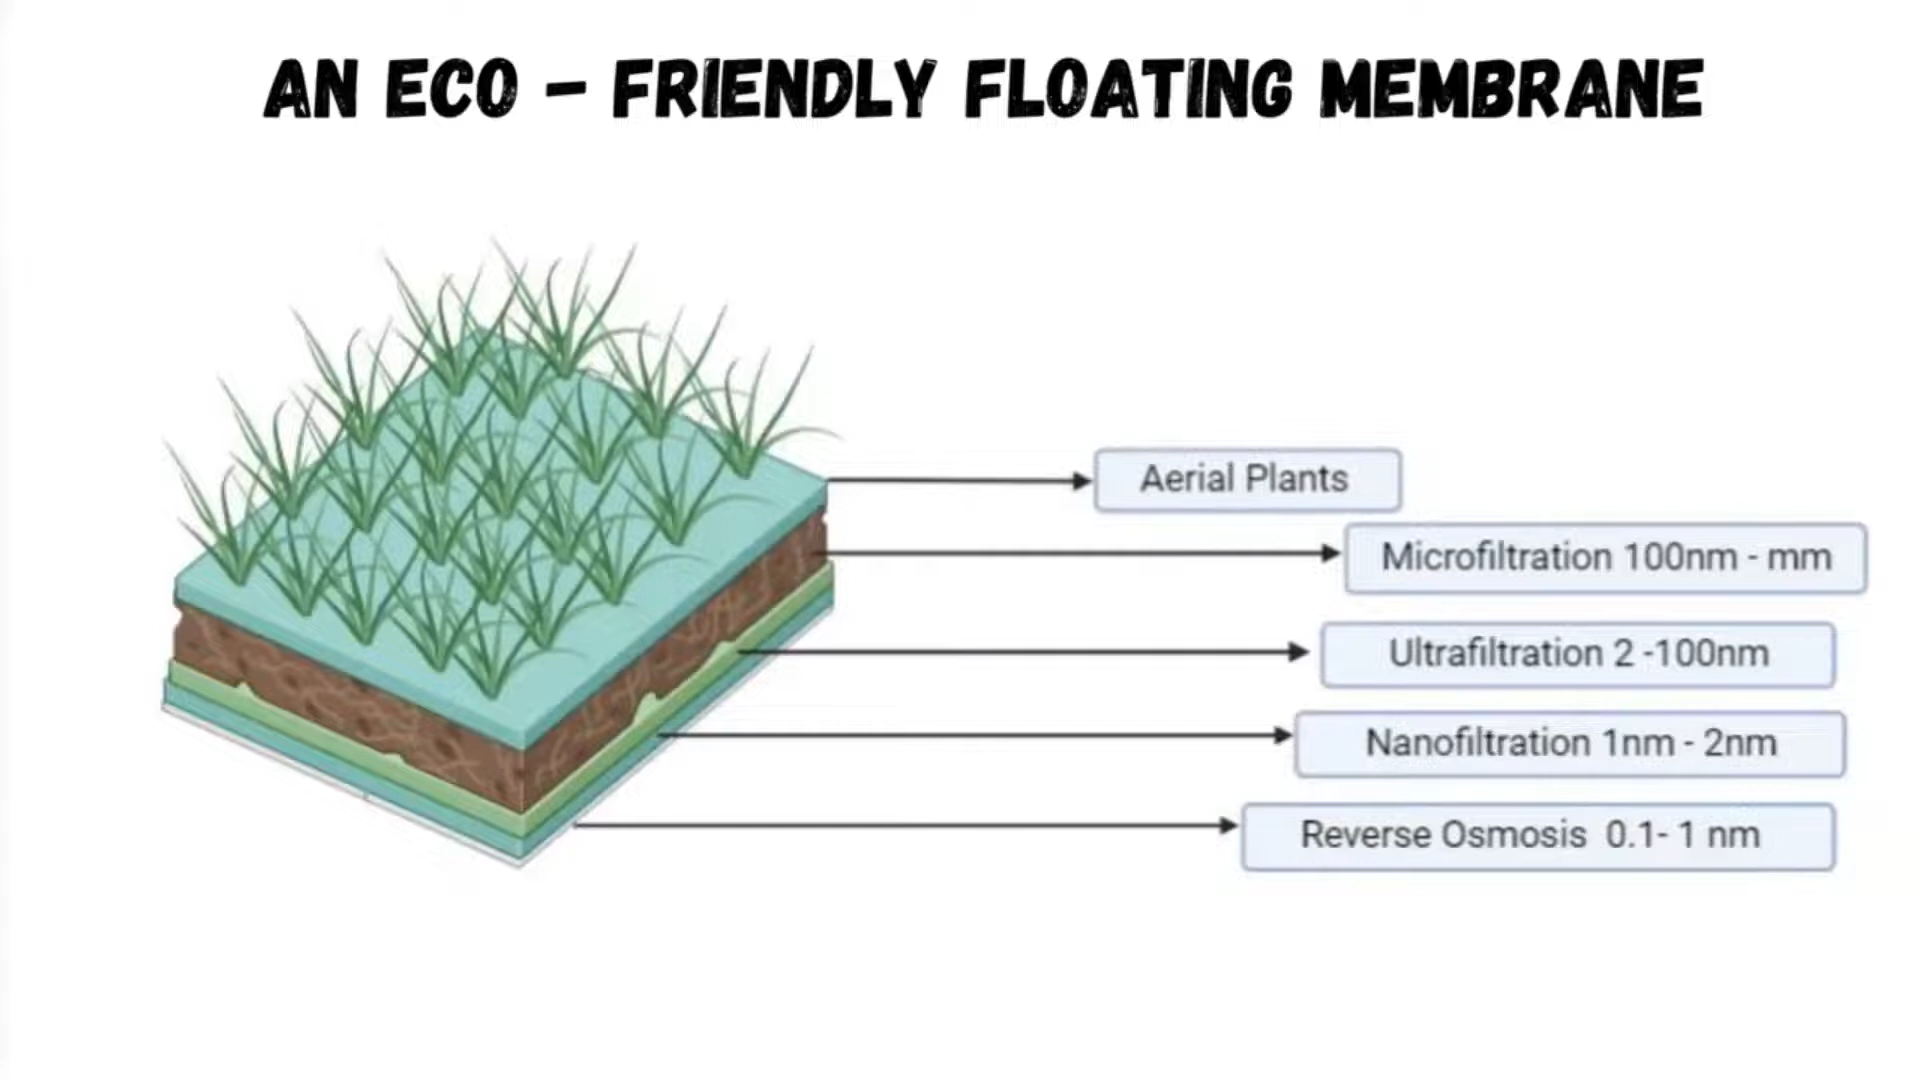 AN ECO - FRIENDLY FLOATING MEMBRANE
Aerial Plants
Microfiltration 100nm - mm
Ultrafiltration 2 -100nm
Nanofiltration 1nm - 2nm
Reverse Osmosis 0.1- 1 nm